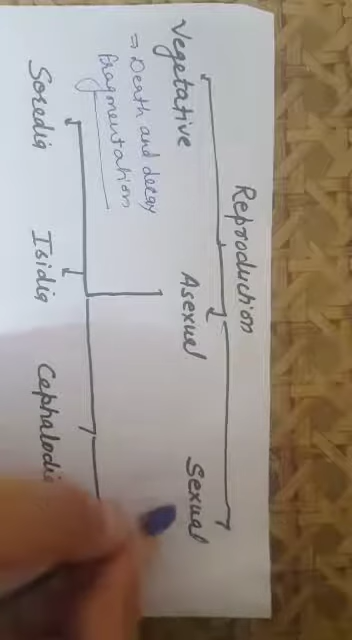 Reproduction
Vegetative Asexual Sexual
→ Death and decay
Fragmentation
Soredia Isidia Cephalodia